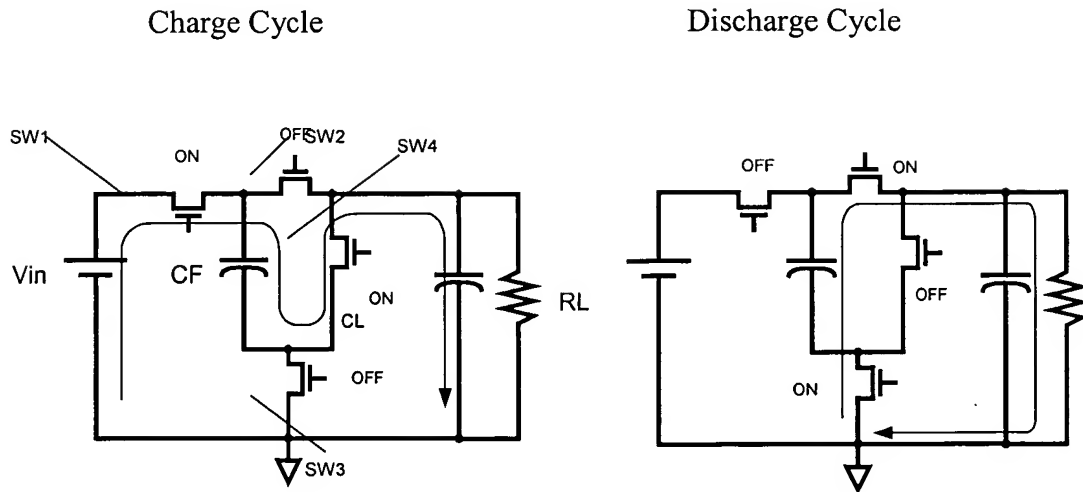 Charge Cycle
Discharge Cycle
SW1
ON
OFF
SW2
SW4
Vin
CF
ON
CL
RL
OFF
SW3
OFF
ON
OFF
ON